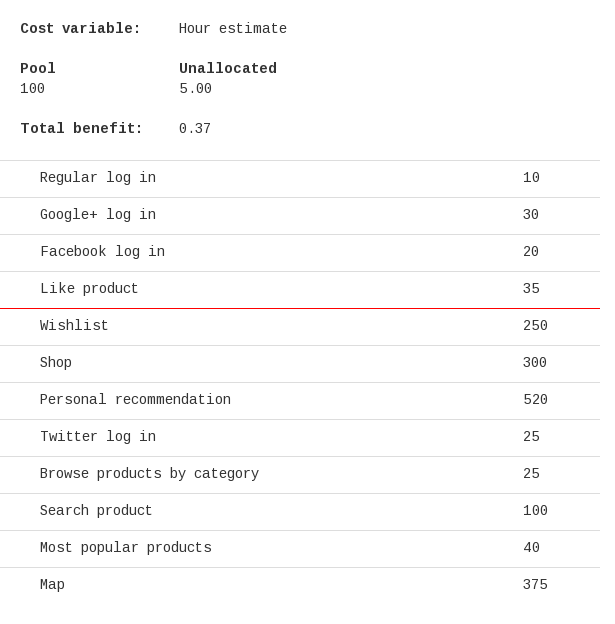 Cost variable: Hour estimate
Pool Unallocated
100 5.00
Total benefit: 0.37
Regular log in 10
Google+ log in 30
Facebook log in 20
Like product 35
Wishlist 250
Shop 300
Personal recommendation 520
Twitter log in 25
Browse products by category 25
Search product 100
Most popular products 40
Map 375